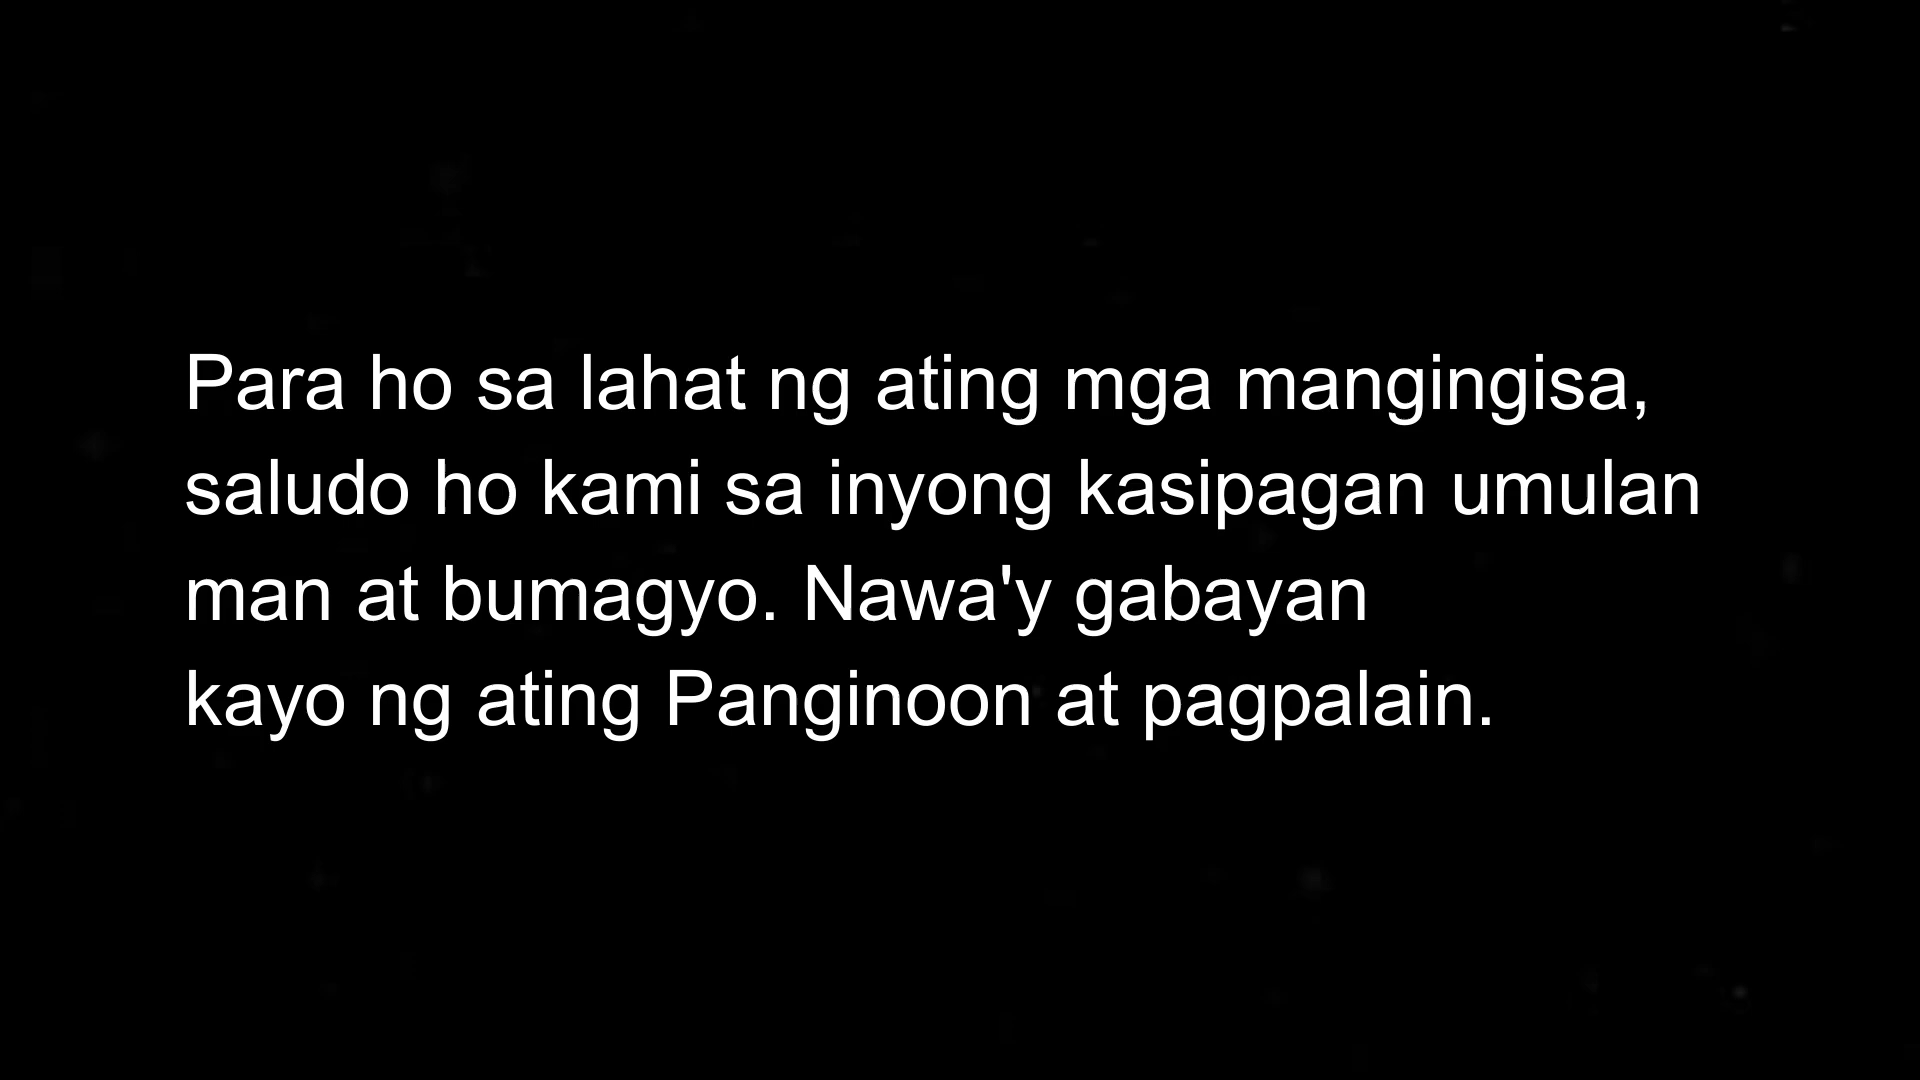 Para ho sa lahat ng ating mga mangingisa,
saludo ho kami sa inyong kasipagan umulan
man at bumagyo. Nawa'y gabayan
kayo ng ating Panginoon at pagpalain.